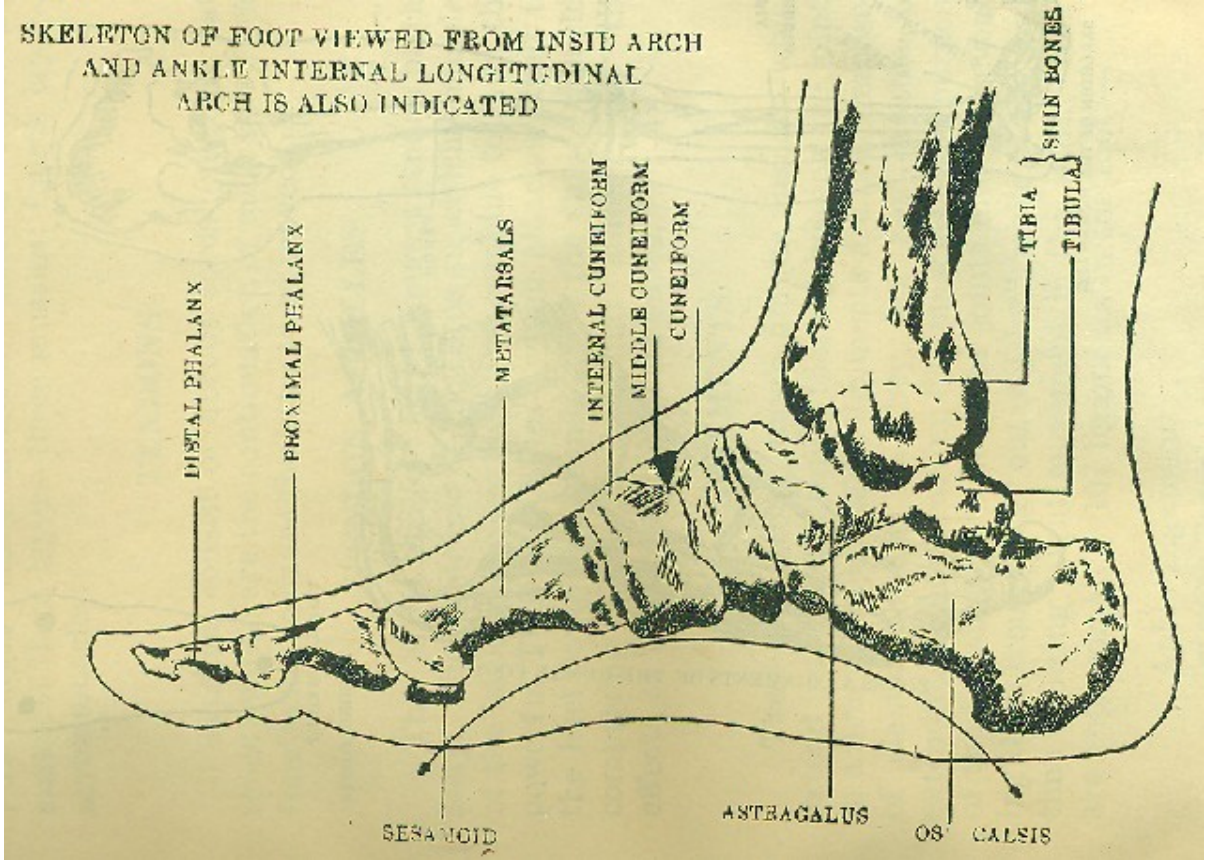 SKELETON OF FOOT VIEWED FROM INSID ARCH
AND ANKLE INTERNAL LONGITUDINAL
ARCH IS ALSO INDICATED
DISTAL PHALANX
PROXIMAL PHALANX
METATARSALS
INTERNAL CUNEIFORM
MIDDLE CUNEIFORM
CUNEIFORM
TIBIA
TIBULA
SHIN BONES
SESAMOID
ASTRAGALUS
OS CALSIS